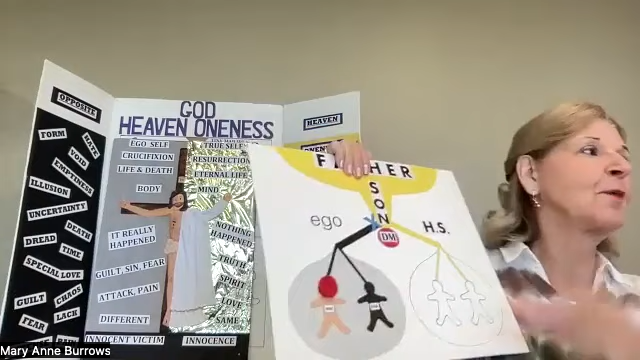 OPPOSITE
FORM
HATE
VOID
EMPTINESS
ILLUSION
UNCERTAINTY
DEATH
DREAD
TIME
SPECIAL LOVE
GUILT
CHAOS
LACK
FEAR
GOD
HEAVEN ONENESS
EGO SELF
CRUCIFIXION
LIFE & DEATH
BODY
IT REALLY
HAPPENED
GUILT, SIN, FEAR
ATTACK, PAIN
DIFFERENT
INNOCENT VICTIM
TRUE SELF
RESURRECTION
ETERNAL LIFE
MIND
NOTHING
HAPPENED
TRUTH
SPIRIT
LOVE
SAME
INNOCENCE
HEAVEN
HER
SON
ego
H.S.
DM
Mary Anne Burrows